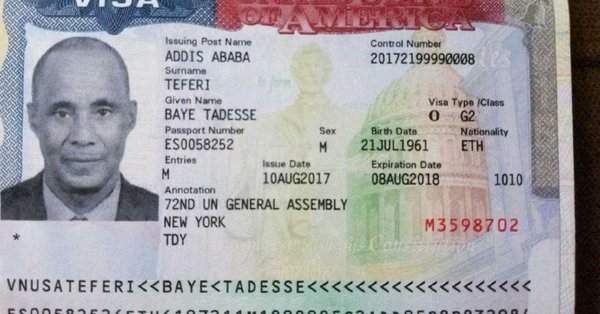 VISA
OF AMERICA
Issuing Post Name
ADDIS ABABA
Control Number
20172199990008
Surname
TEFERI
Given Name
BAYE TADESSE
Visa Type /Class
O G2
Passport Number
ES0058252
Sex
M
Birth Date
21JUL1961
Nationality
ETH
Entries
M
Issue Date
10AUG2017
Expiration Date
08AUG2018
1010
Annotation
72ND UN GENERAL ASSEMBLY
NEW YORK
TDY
M3598702
*
VNUSATEFERI<<BAYE<TADESSE<<<<<<<<<<<<<<<<<<<